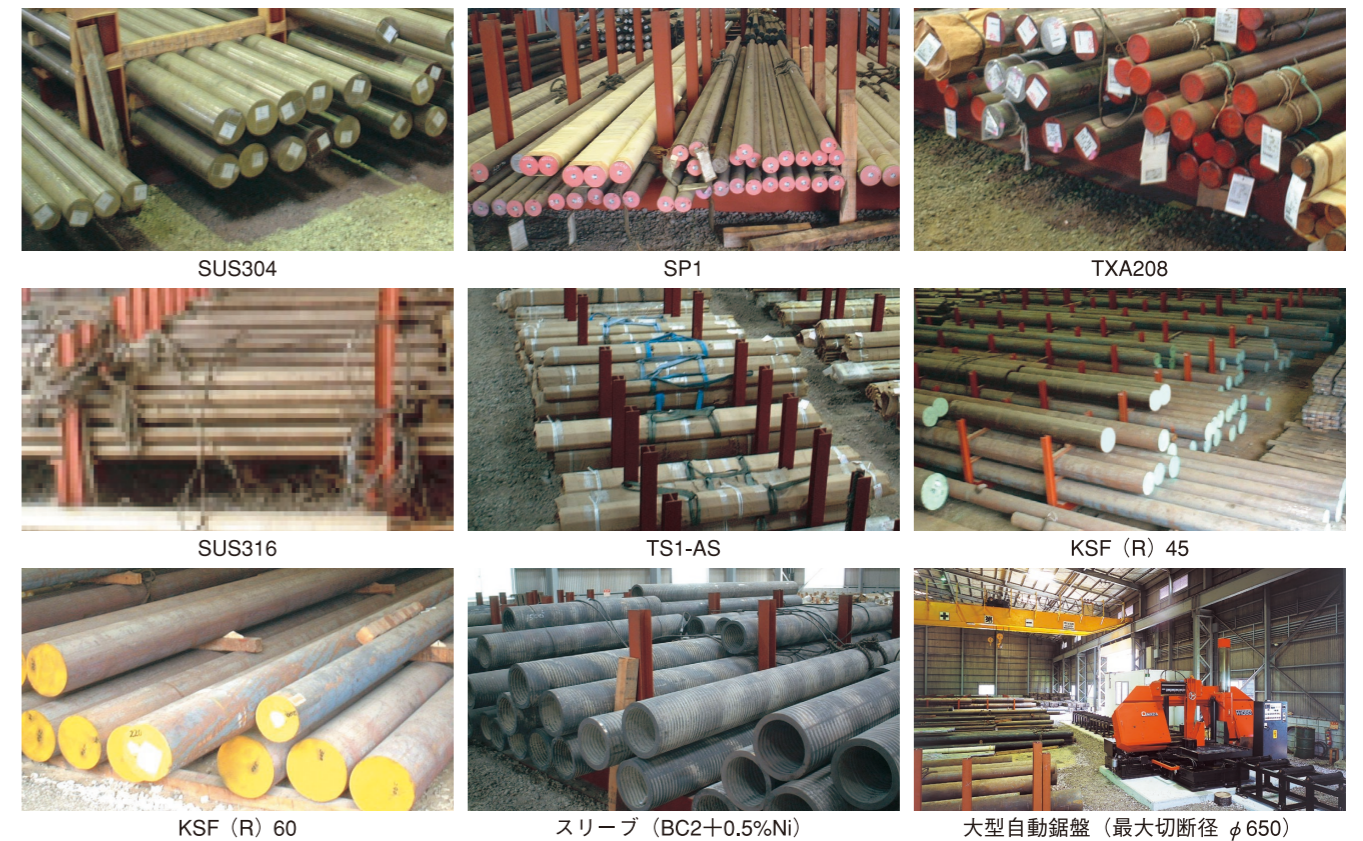 SUS304
SP1
TXA208
SUS316
TS1-AS
KSF（R）45
KSF（R）60
スリーブ（BC2＋0.5%Ni）
大型自動鋸盤（最大切断径 φ650）